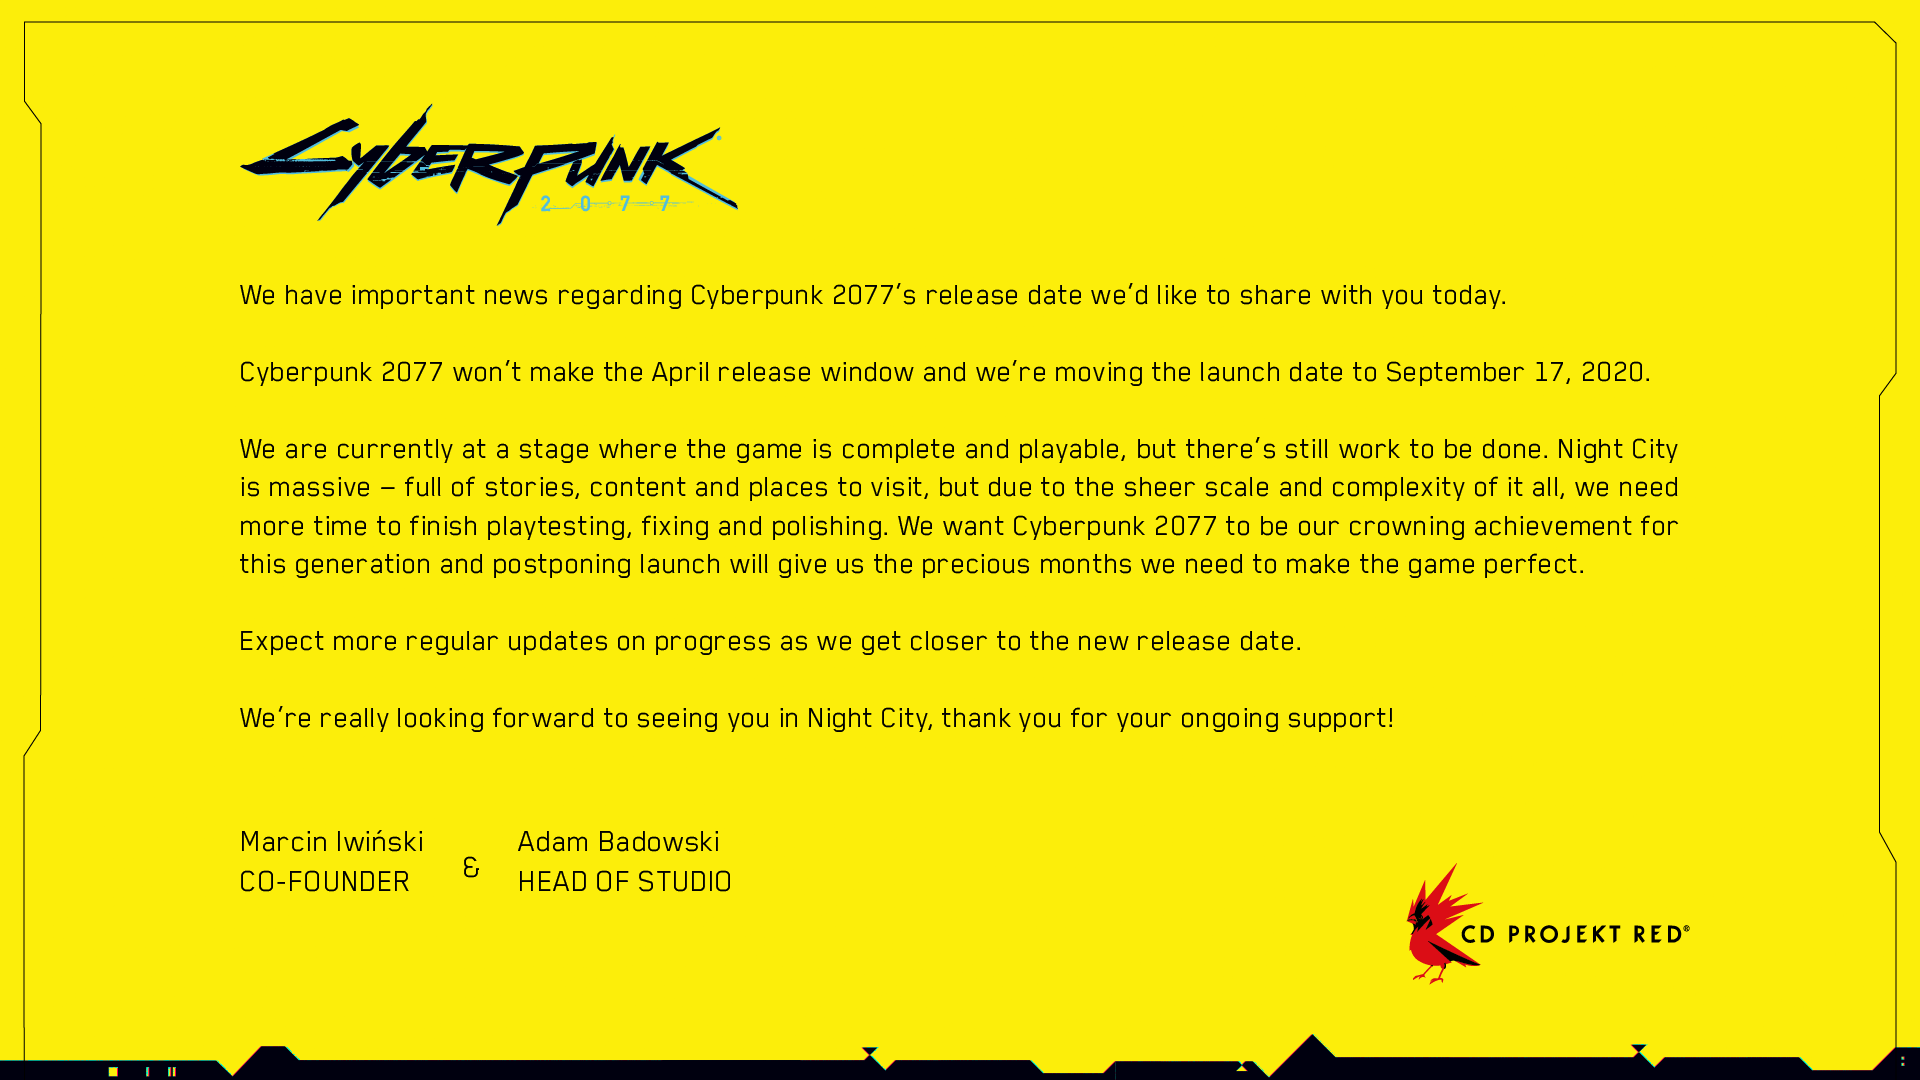 Cyberpunk
2077
We have important news regarding Cyberpunk 2077's release date we'd like to share with you today.
Cyberpunk 2077 won't make the April release window and we're moving the launch date to September 17, 2020.
We are currently at a stage where the game is complete and playable, but there's still work to be done. Night City
is massive – full of stories, content and places to visit, but due to the sheer scale and complexity of it all, we need
more time to finish playtesting, fixing and polishing. We want Cyberpunk 2077 to be our crowning achievement for
this generation and postponing launch will give us the precious months we need to make the game perfect.
Expect more regular updates on progress as we get closer to the new release date.
We're really looking forward to seeing you in Night City, thank you for your ongoing support!
Marcin Iwiński & Adam Badowski
CO-FOUNDER HEAD OF STUDIO
CD PROJEKT RED®